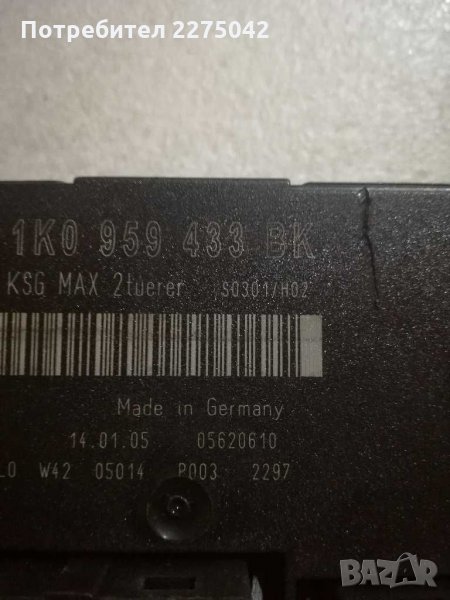 Потребител 2275042
1K0 959 433 BK
KSG MAX 2tuerer S0301/H02
Made in Germany
14.01.05 05620610
W42 05014 P003 2297
BAZAR